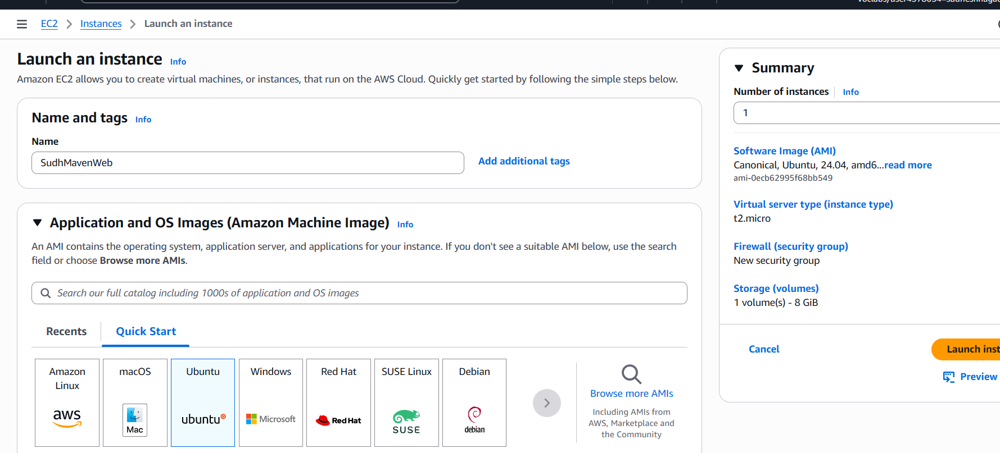 EC2
Instances
Launch an instance
Launch an instance Info
Amazon EC2 allows you to create virtual machines, or instances, that run on the AWS Cloud. Quickly get started by following the simple steps below.
Name and tags Info
Name
SudhMavenWeb
Add additional tags
Application and OS Images (Amazon Machine Image) Info
An AMI contains the operating system, application server, and applications for your instance. If you don't see a suitable AMI below, use the search
field or choose Browse more AMIs.
Search our full catalog including 1000s of application and OS images
Recents
Quick Start
Amazon
Linux
aws
macOS
Mac
Ubuntu
ubuntu
Windows
Microsoft
Red Hat
Red Hat
SUSE Linux
SUSE
Debian
debian
Browse more AMIs
Including AMIs from
AWS, Marketplace and
the Community
Summary
Number of instances Info
1
Software Image (AMI)
Canonical, Ubuntu, 24.04, amd6...read more
ami-0ecb62995f68bb549
Virtual server type (instance type)
t2.micro
Firewall (security group)
New security group
Storage (volumes)
1 volume(s) - 8 GiB
Cancel
Launch inst
Preview